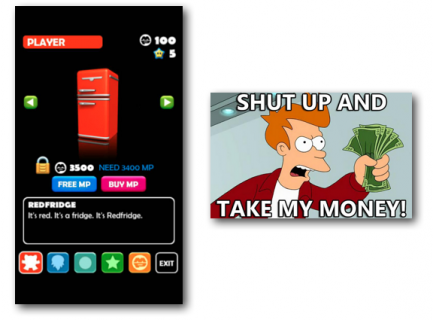 PLAYER
100
5
3500 NEED 3400 MP
FREE MP
BUY MP
REDFRIDGE
It's red. It's a fridge. It's Redfridge.
EXIT
SHUT UP AND
TAKE MY MONEY!